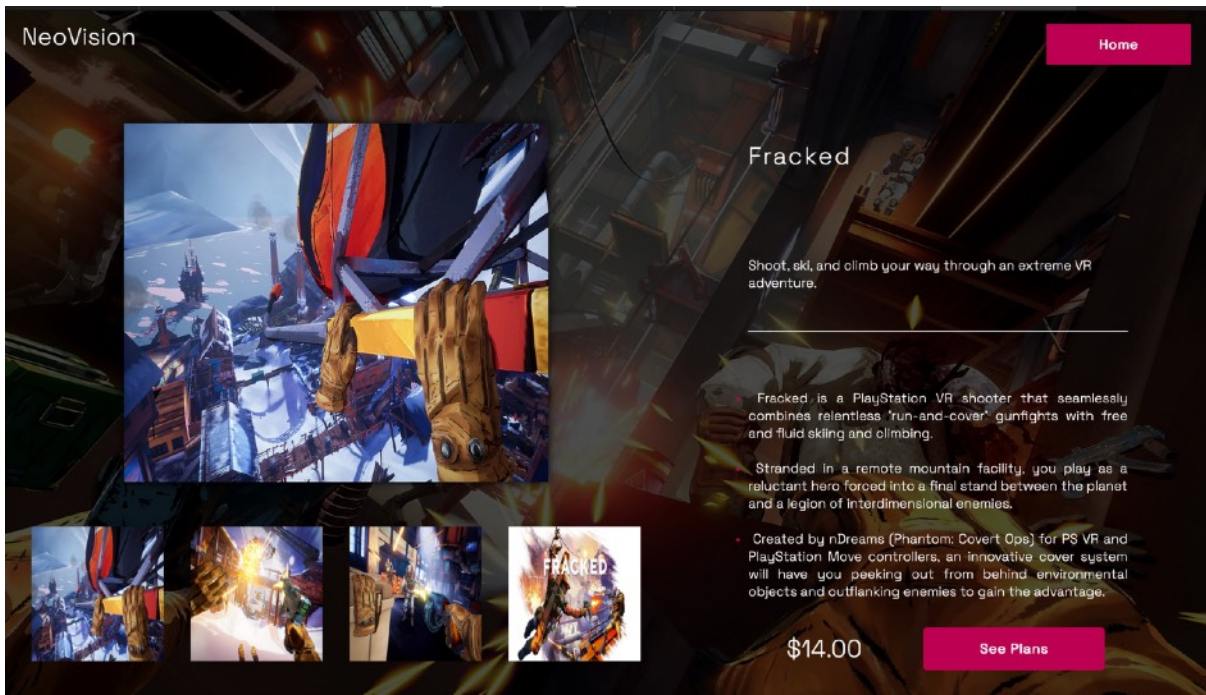 NeoVision
Home
Fracked
Shoot, ski, and climb your way through an extreme VR
adventure.
Fracked is a PlayStation VR shooter that seamlessly
combines relentless 'run-and-cover' gunfights with free
and fluid skiing and climbing.
Stranded in a remote mountain facility, you play as a
reluctant hero forced into a final stand between the planet
and a legion of interdimensional enemies.
Created by nDreams (Phantom: Covert Ops) for PS VR and
PlayStation Move controllers, an innovative cover system
will have you peeking out from behind environmental
objects and outflanking enemies to gain the advantage.
FRACKED
$14.00
See Plans